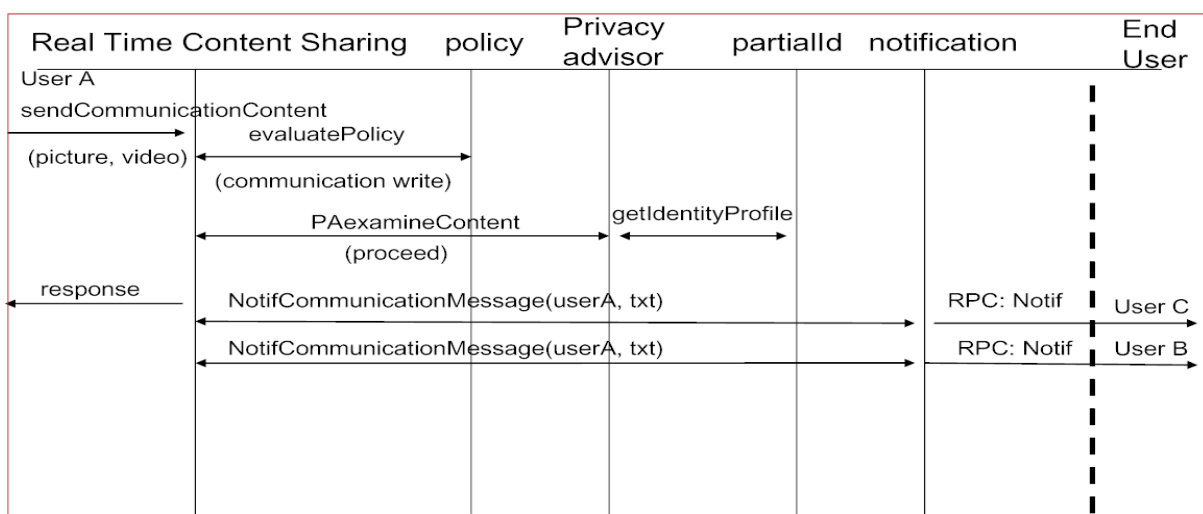 Real Time Content Sharing policy Privacy advisor partialId notification End User
User A
sendCommunicationContent
evaluatePolicy
(picture, video)
(communication write)
getIdentityProfile
PAexamineContent
(proceed)
response
NotifCommunicationMessage(userA, txt) RPC: Notif User C
NotifCommunicationMessage(userA, txt) RPC: Notif User B